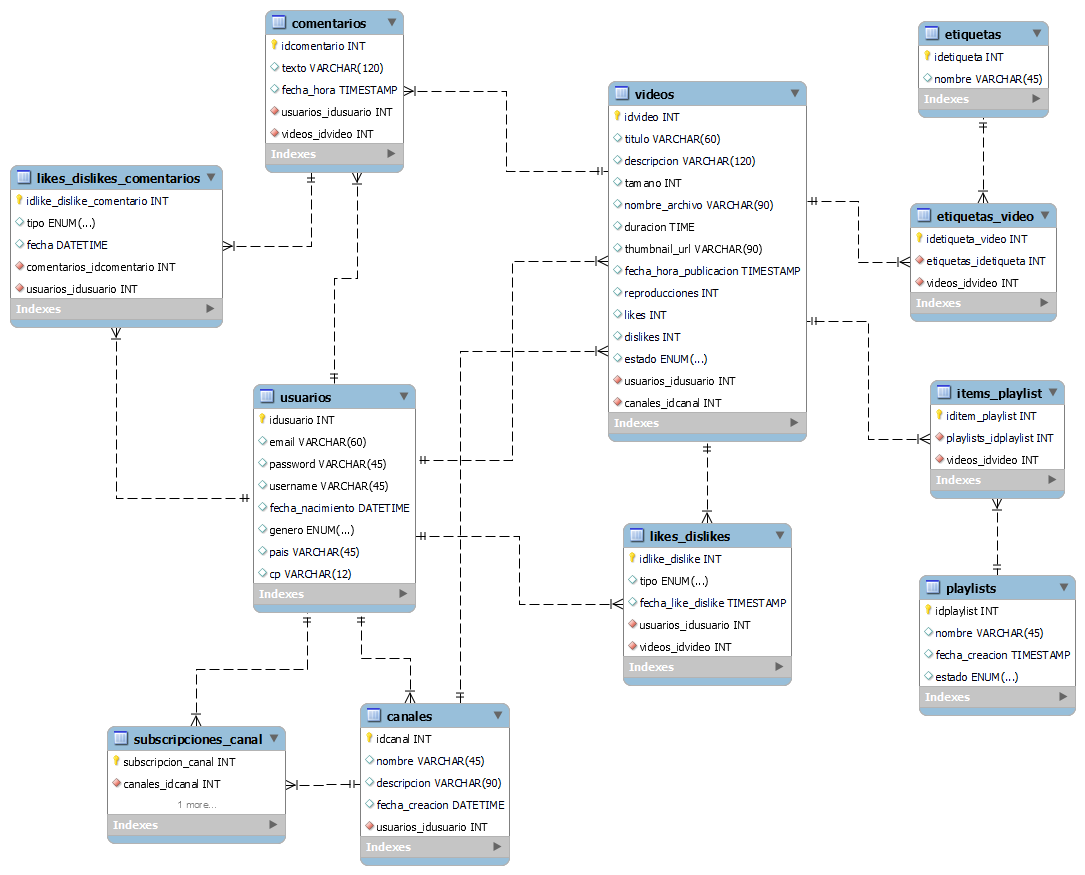 comentarios
idcomentario INT
texto VARCHAR(120)
fecha_hora TIMESTAMP
usuarios_idusuario INT
videos_idvideo INT
Indexes
etiquetas
idetiqueta INT
nombre VARCHAR(45)
Indexes
videos
idvideo INT
titulo VARCHAR(60)
descripcion VARCHAR(120)
tamano INT
nombre_archivo VARCHAR(90)
duracion TIME
thumbnail_url VARCHAR(90)
fecha_hora_publicacion TIMESTAMP
reproducciones INT
likes INT
dislikes INT
estado ENUM(...)
usuarios_idusuario INT
canales_idcanal INT
Indexes
likes_dislikes_comentarios
idlike_dislike_comentario INT
tipo ENUM(...)
fecha DATETIME
comentarios_idcomentario INT
usuarios_idusuario INT
Indexes
etiquetas_video
idetiqueta_video INT
etiquetas_idetiqueta INT
videos_idvideo INT
Indexes
usuarios
idusuario INT
email VARCHAR(60)
password VARCHAR(45)
username VARCHAR(45)
fecha_nacimiento DATETIME
genero ENUM(...)
pais VARCHAR(45)
cp VARCHAR(12)
Indexes
items_playlist
iditem_playlist INT
playlists_idplaylist INT
videos_idvideo INT
Indexes
likes_dislikes
idlike_dislike INT
tipo ENUM(...)
fecha_like_dislike TIMESTAMP
usuarios_idusuario INT
videos_idvideo INT
Indexes
playlists
idplaylist INT
nombre VARCHAR(45)
fecha_creacion TIMESTAMP
estado ENUM(...)
Indexes
subscripciones_canal
subscripcion_canal INT
canales_idcanal INT
1 more...
Indexes
canales
idcanal INT
nombre VARCHAR(45)
descripcion VARCHAR(90)
fecha_creacion DATETIME
usuarios_idusuario INT
Indexes